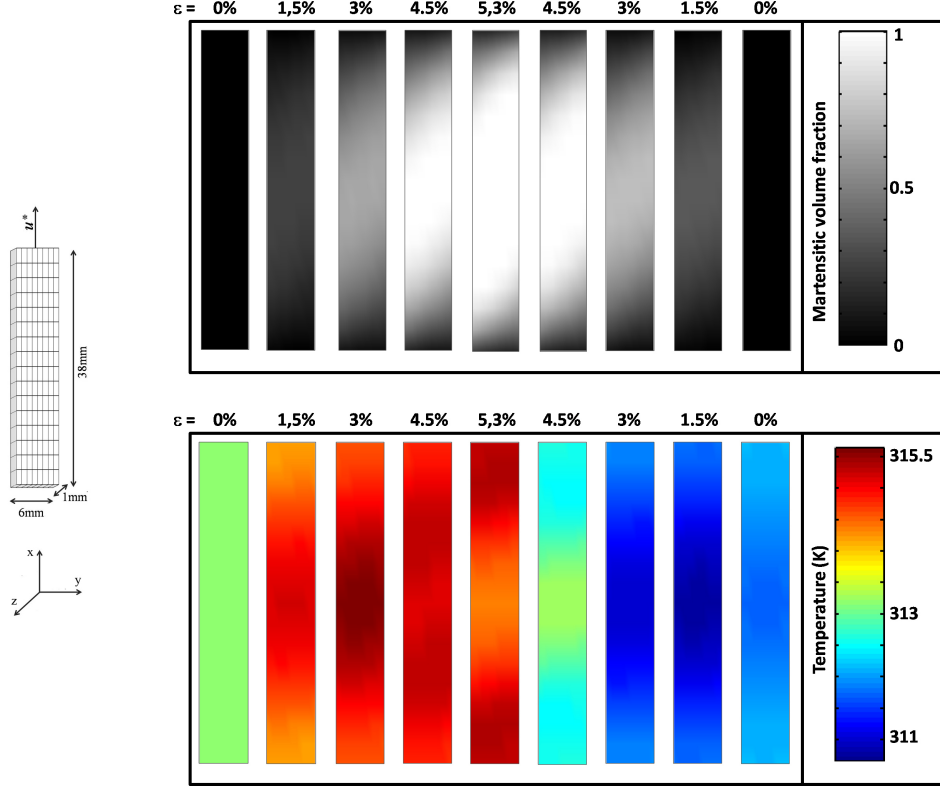 ε = 0% 1,5% 3% 4.5% 5,3% 4.5% 3% 1.5% 0%
1
0.5
0
Martensitic volume fraction
u*
38mm
1mm
6mm
x
y
z
ε = 0% 1,5% 3% 4.5% 5,3% 4.5% 3% 1.5% 0%
315.5
313
311
Temperature (K)